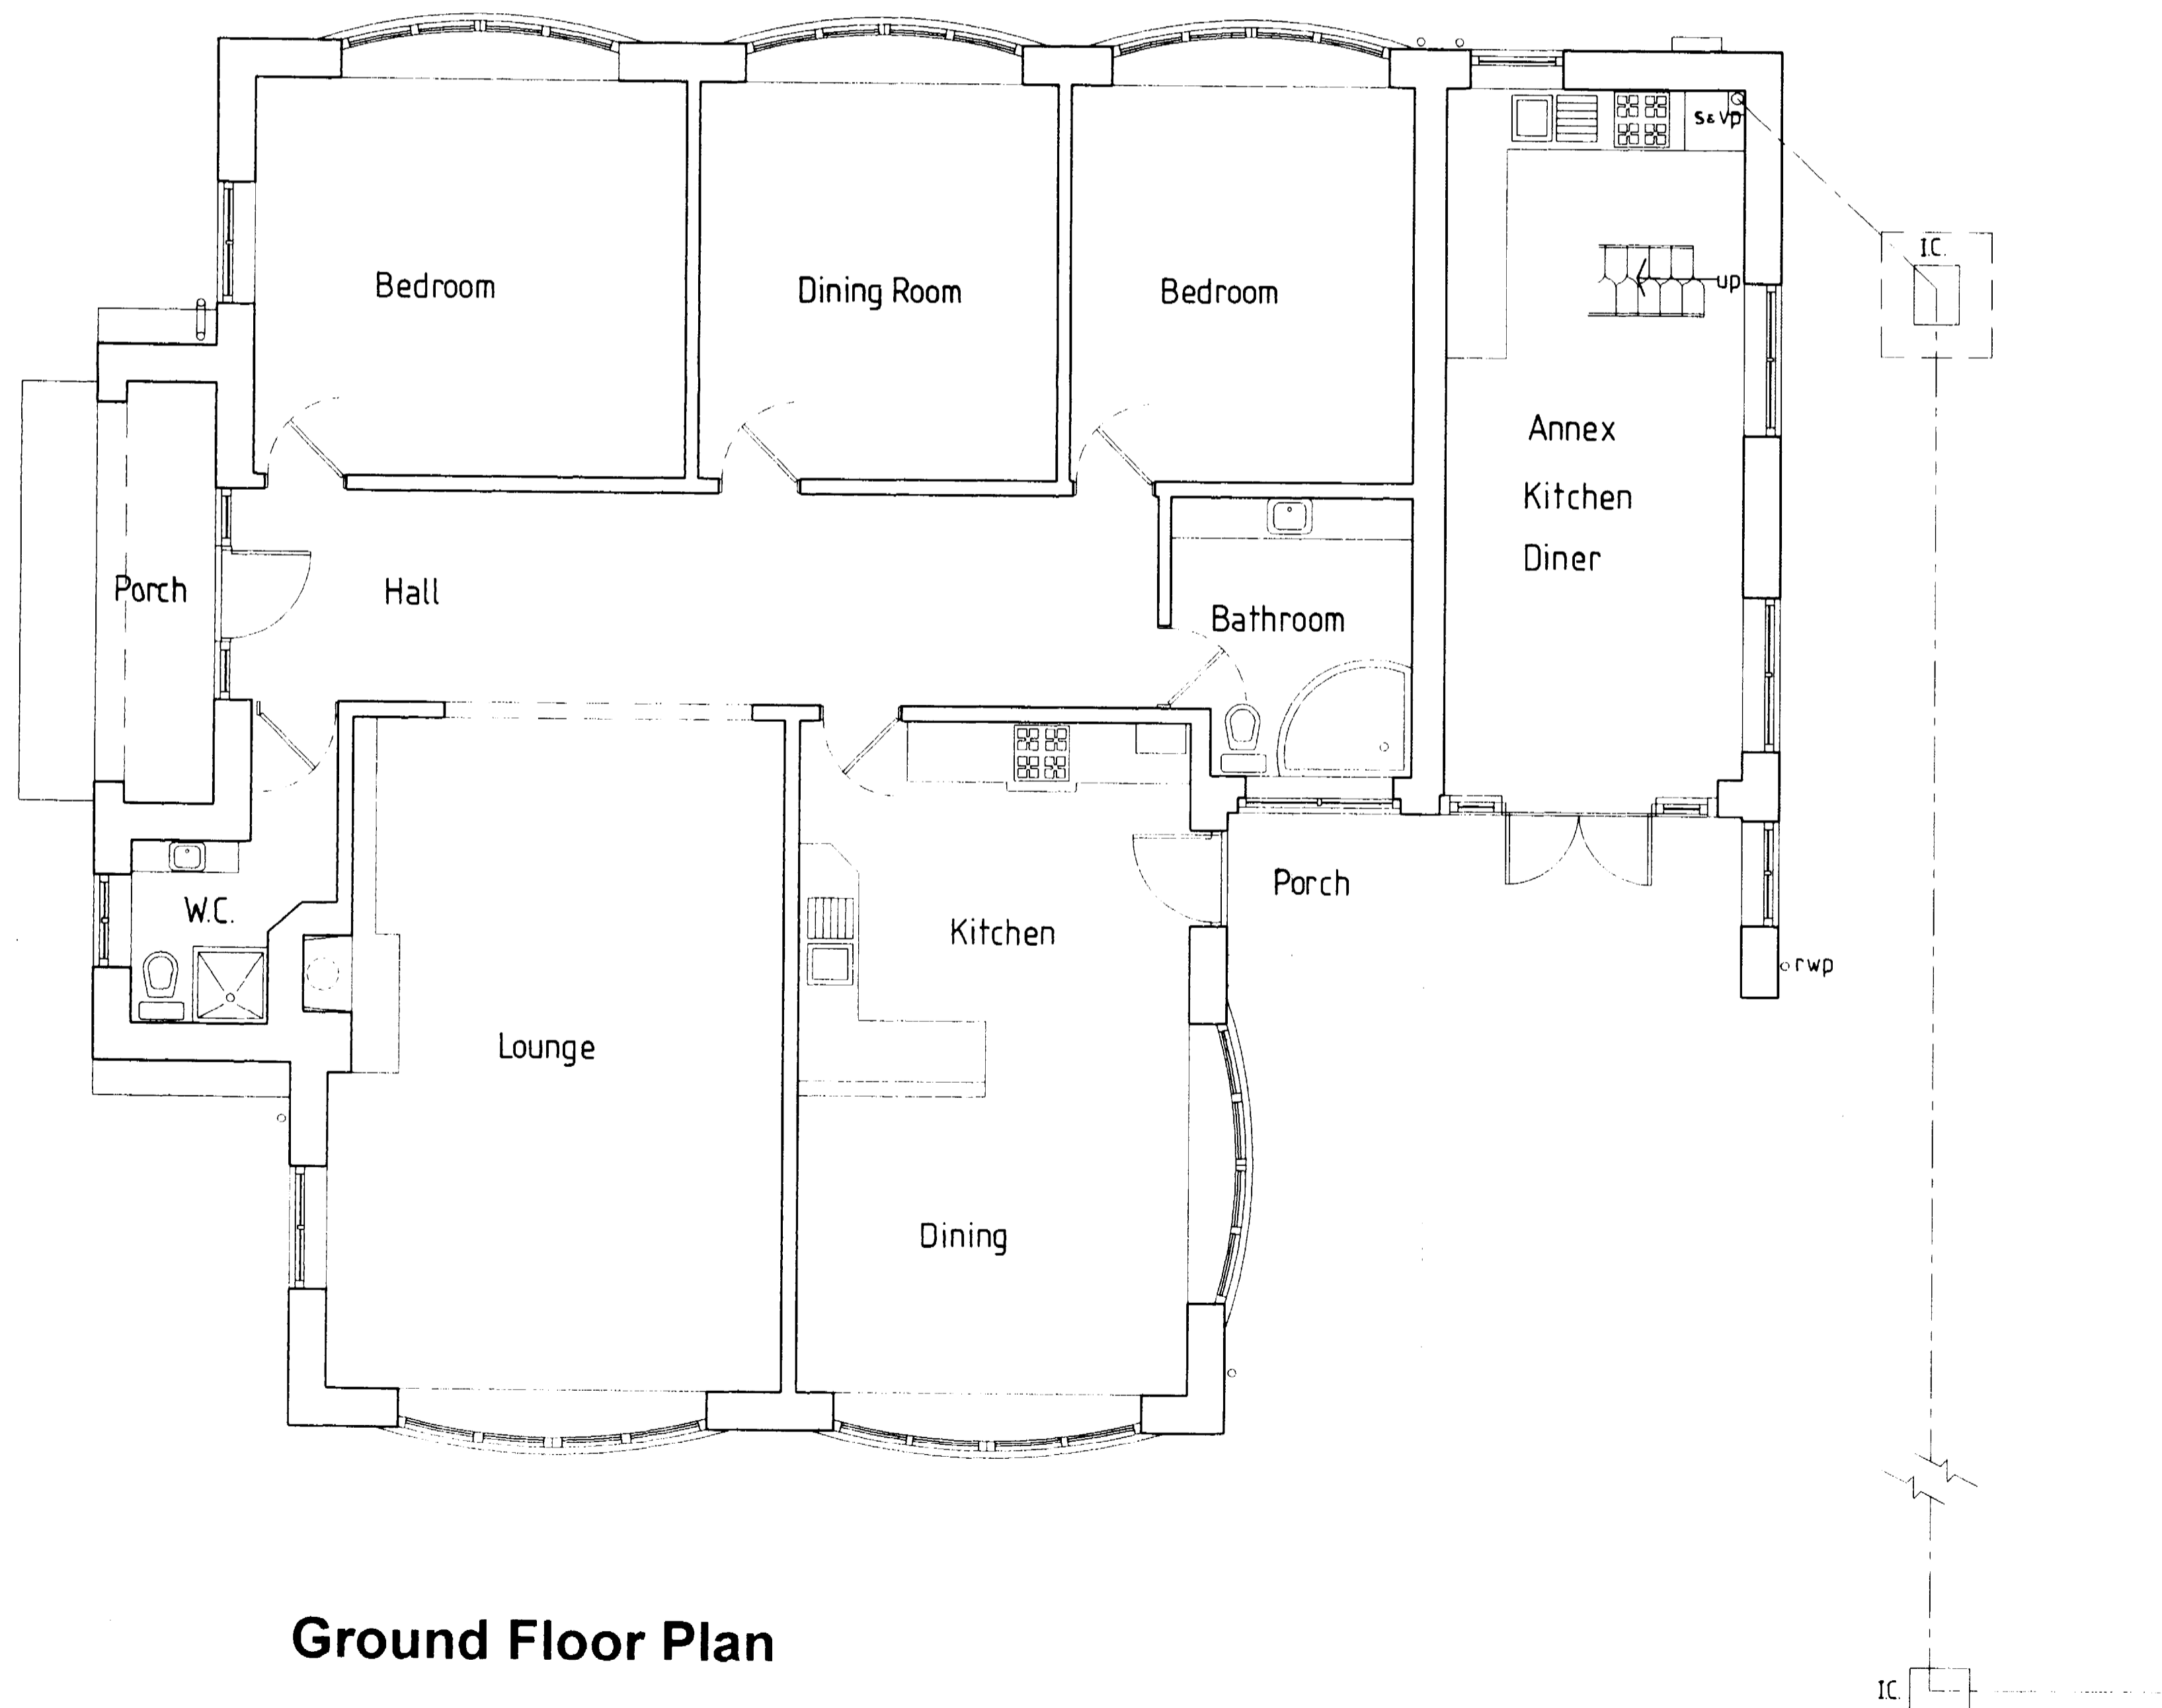 S&Vp
I.C.
up
Bedroom
Dining Room
Bedroom
Annex
Kitchen
Diner
Porch
Hall
Bathroom
W.C.
Porch
Kitchen
rwp
Lounge
Dining
Ground Floor Plan
I.C.